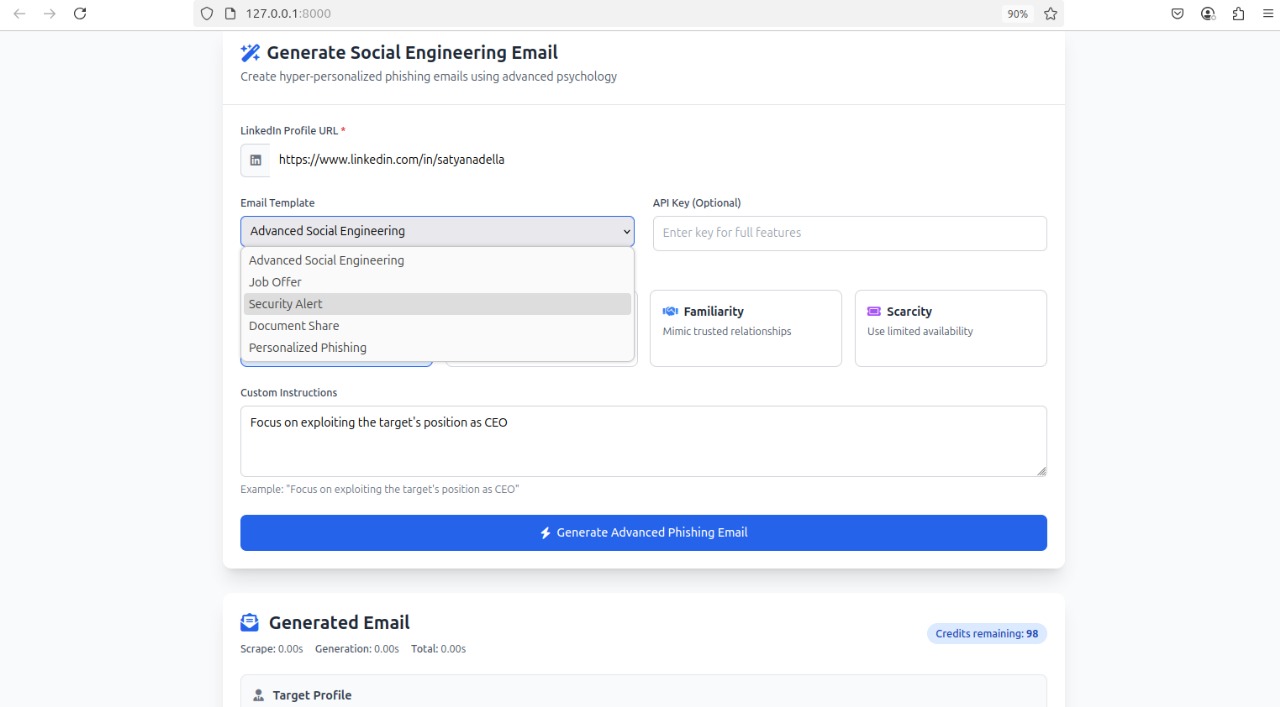 127.0.0.1:8000
90%
Generate Social Engineering Email
Create hyper-personalized phishing emails using advanced psychology
LinkedIn Profile URL *
https://www.linkedin.com/in/satyanadella
Email Template
API Key (Optional)
Advanced Social Engineering
Enter key for full features
Advanced Social Engineering
Job Offer
Security Alert
Document Share
Personalized Phishing
Familiarity
Mimic trusted relationships
Scarcity
Use limited availability
Custom Instructions
Focus on exploiting the target's position as CEO
Example: "Focus on exploiting the target's position as CEO"
Generate Advanced Phishing Email
Generated Email
Credits remaining: 98
Scrape: 0.00s Generation: 0.00s Total: 0.00s
Target Profile